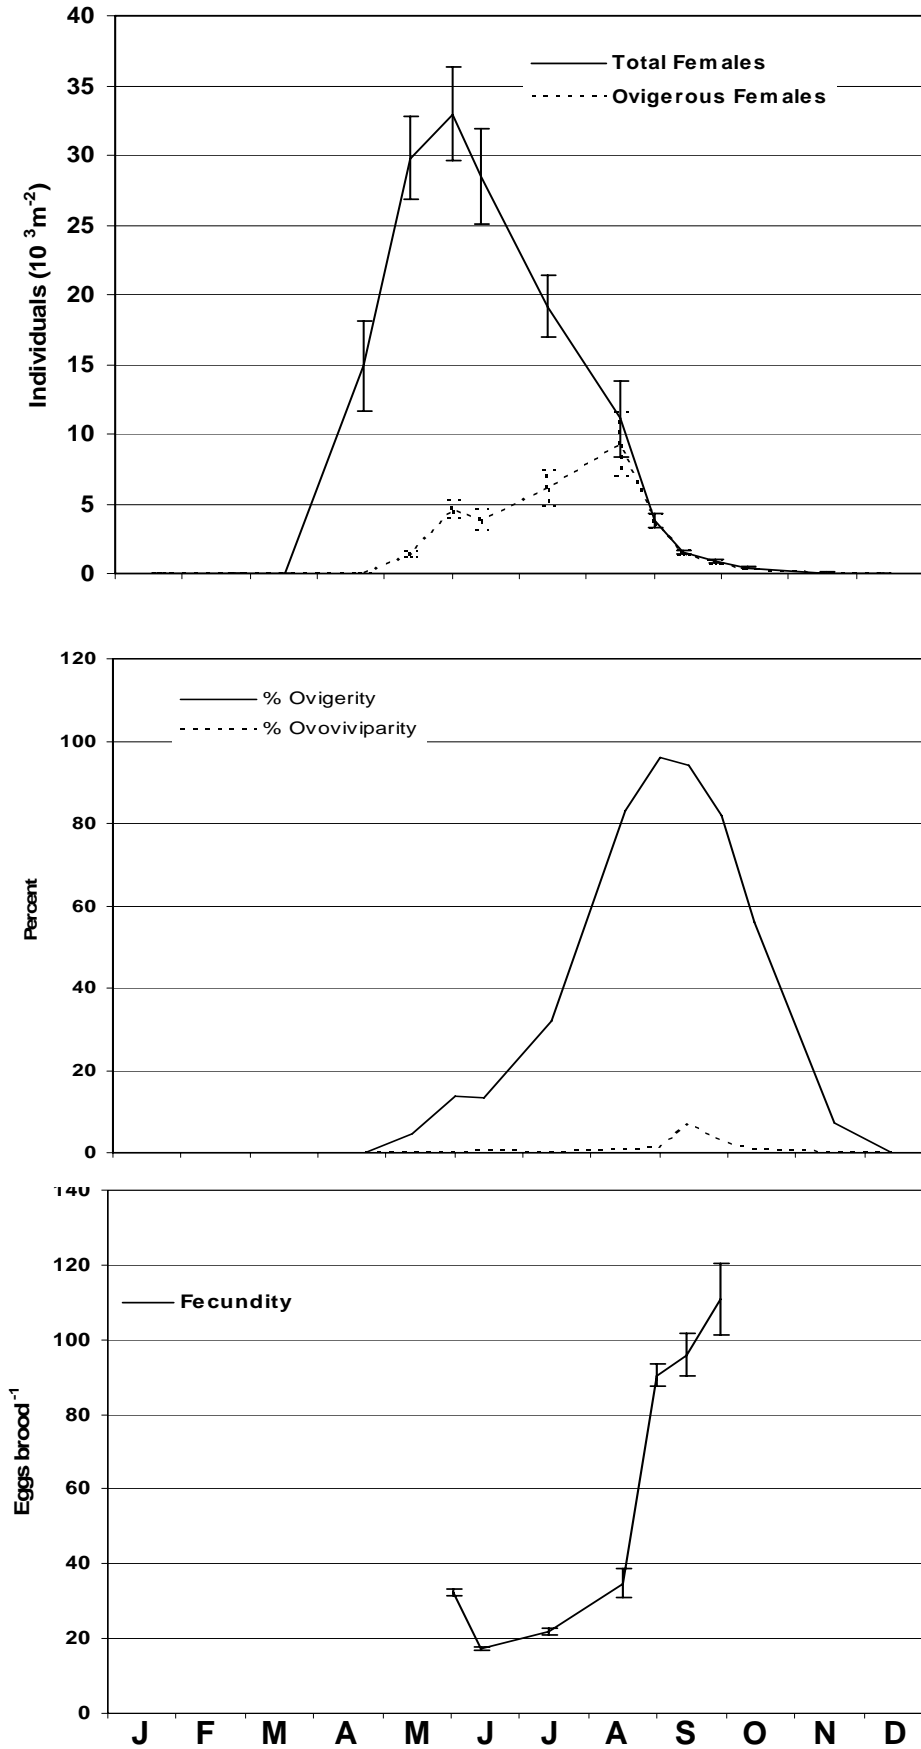 40
Total Females
Ovigerous Females
35
30
25
20
15
10
5
0
Individuals (10 ³m⁻²)
120
% Ovigerity
% Ovoviviparity
100
80
60
40
20
0
Percent
140
120
Fecundity
100
80
60
40
20
0
Eggs brood⁻¹
J F M A M J J A S O N D